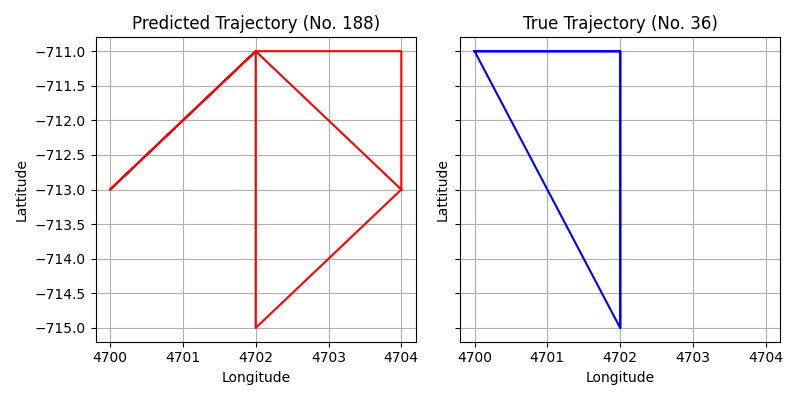 Predicted Trajectory (No. 188)
True Trajectory (No. 36)
Lattitude
−711.0
−711.5
−712.0
−712.5
−713.0
−713.5
−714.0
−714.5
−715.0
4700 4701 4702 4703 4704
Longitude
Lattitude
4700 4701 4702 4703 4704
Longitude